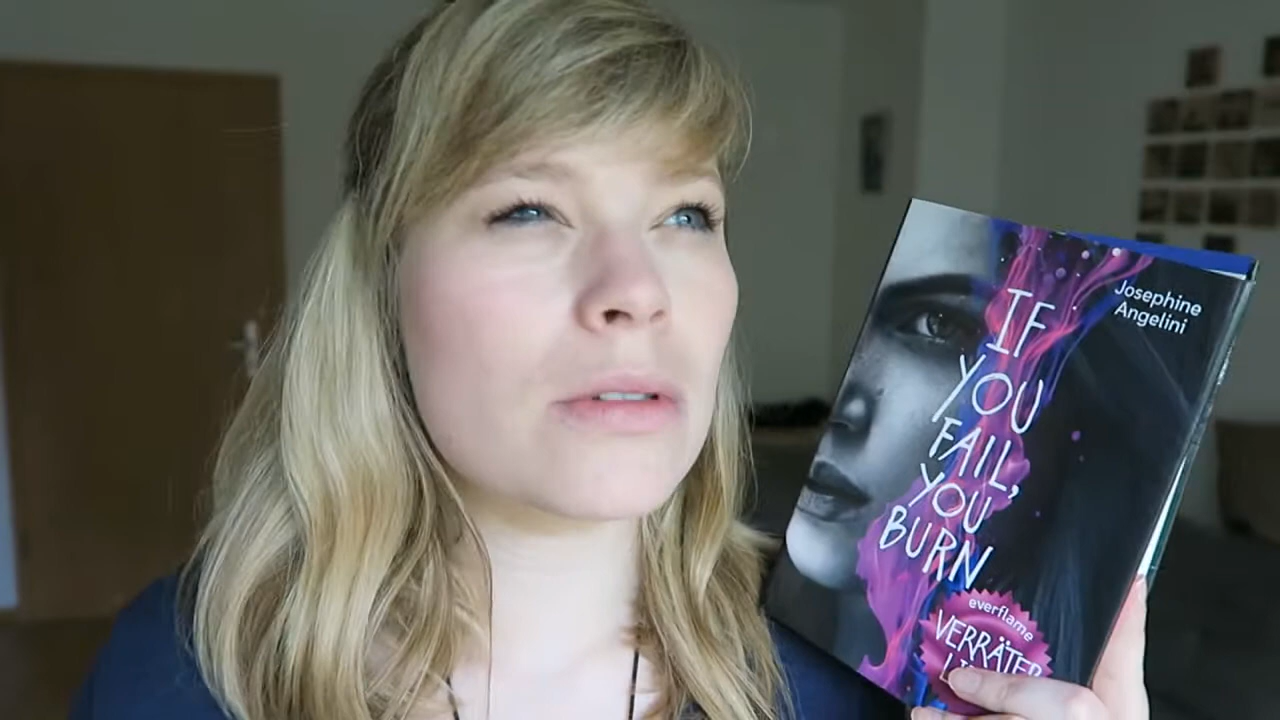 Josephine
Angelini
IF
YOU
FAIL,
YOU
BURN
everflame
VERRÄTER